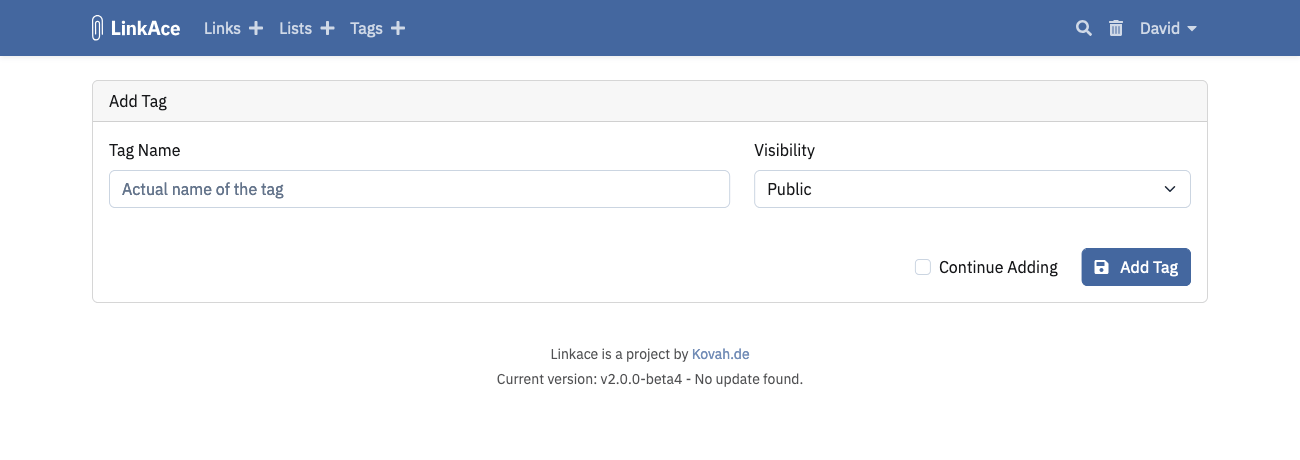 LinkAce Links Lists Tags David
Add Tag
Tag Name Visibility
Actual name of the tag Public
Continue Adding Add Tag
Linkace is a project by Kovah.de
Current version: v2.0.0-beta4 - No update found.